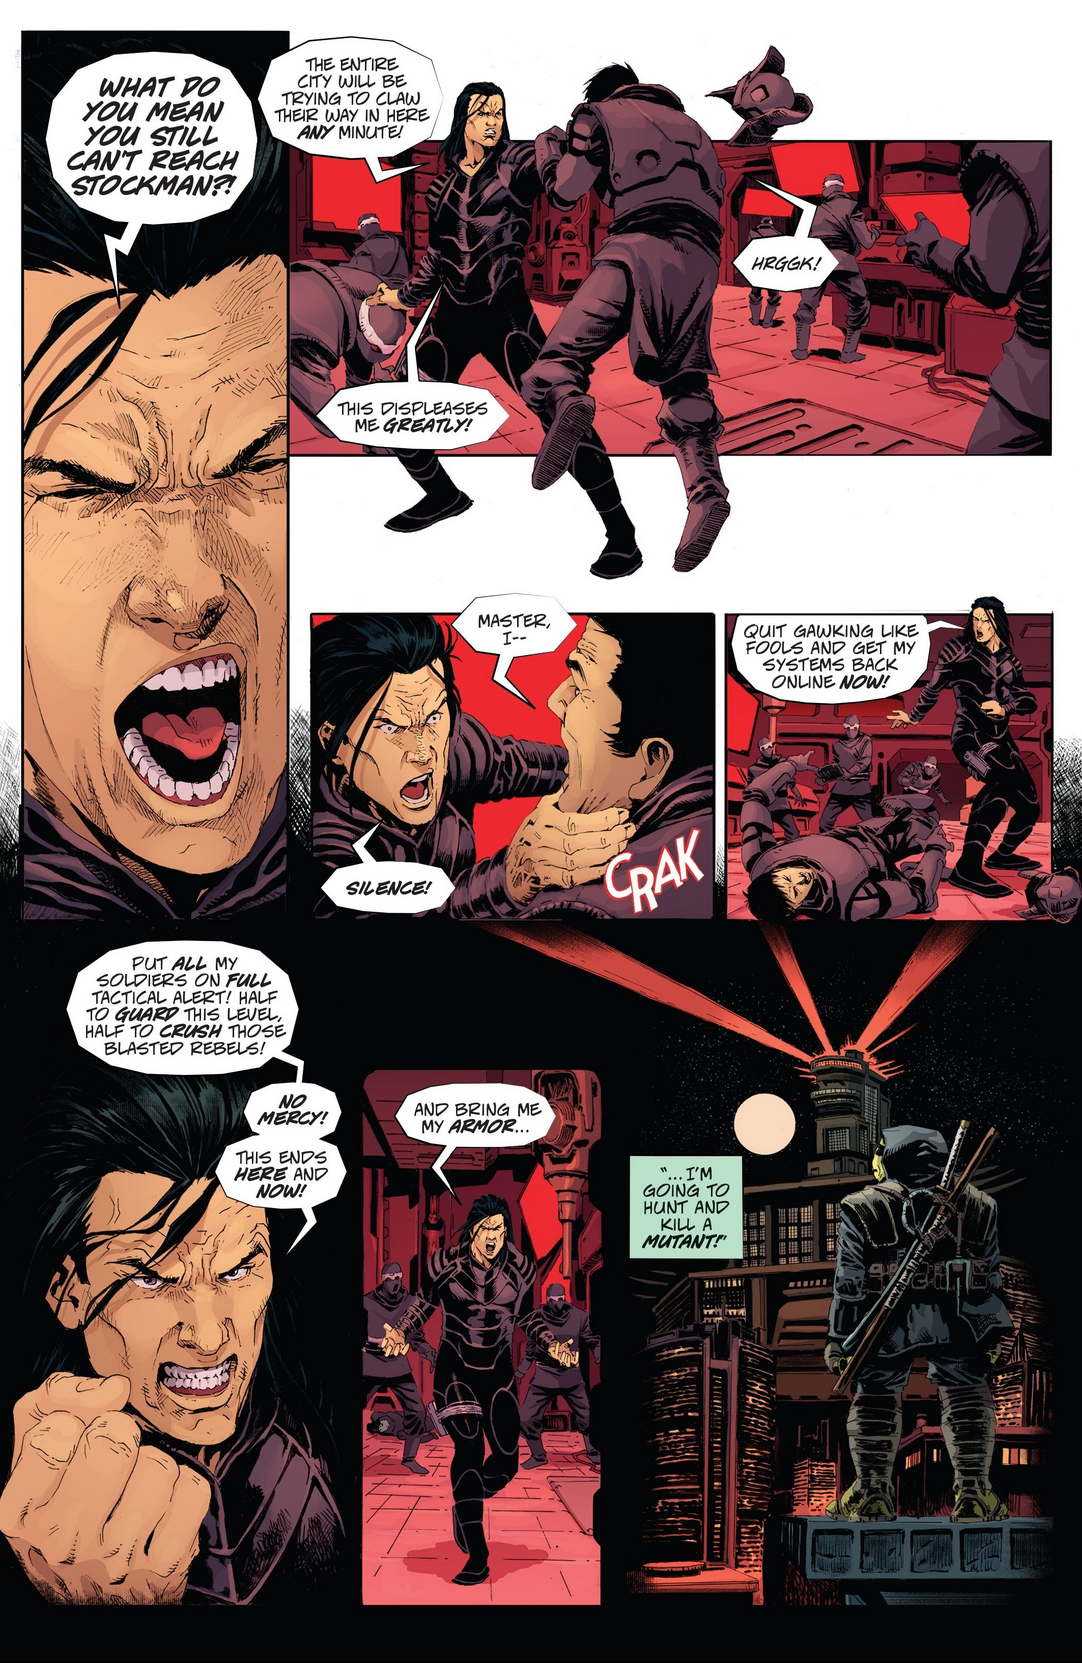 WHAT DO
YOU MEAN
YOU STILL
CAN'T REACH
STOCKMAN?!
THE ENTIRE
CITY WILL BE
TRYING TO CLAW
THEIR WAY IN HERE
ANY MINUTE!
HRGGK!
THIS DISPLEASES
ME GREATLY!
MASTER,
I--
SILENCE!
CRAK
QUIT GAWKING LIKE
FOOLS AND GET MY
SYSTEMS BACK
ONLINE NOW!
PUT ALL MY
SOLDIERS ON FULL
TACTICAL ALERT! HALF
TO GUARD THIS LEVEL,
HALF TO CRUSH THOSE
BLASTED REBELS!
NO
MERCY!
THIS ENDS
HERE AND
NOW!
AND BRING ME
MY ARMOR...
"...I'M
GOING TO
HUNT AND
KILL A
MUTANT!"